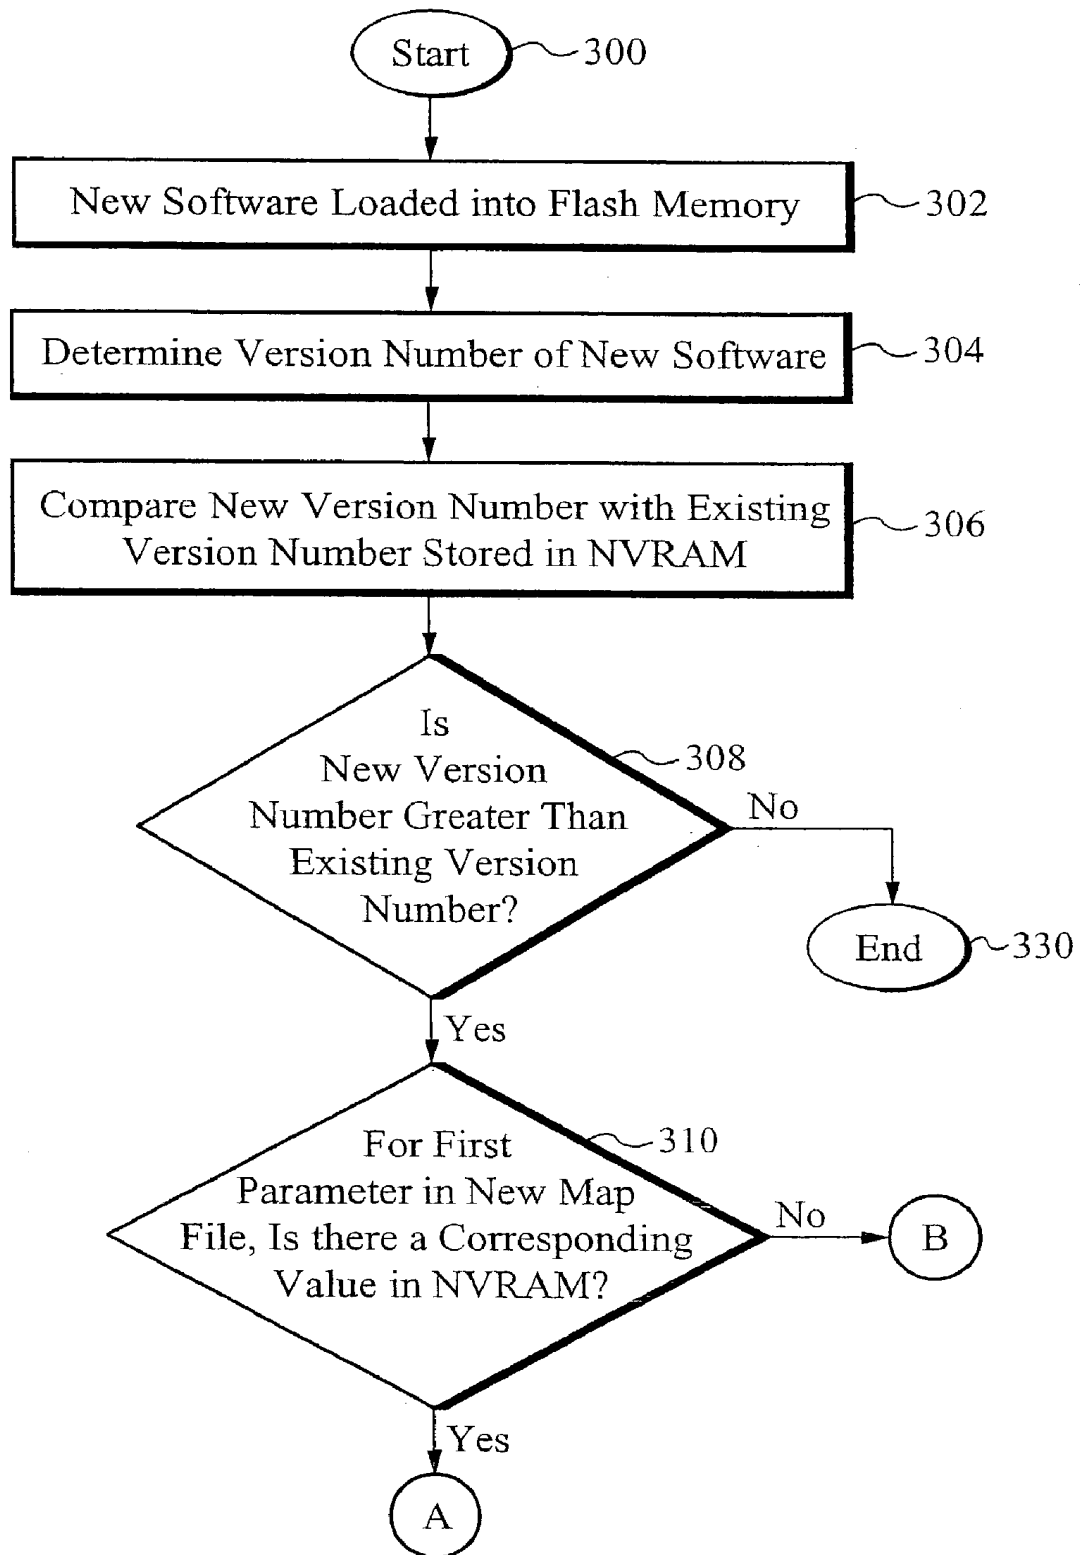 Start
300
New Software Loaded into Flash Memory
302
Determine Version Number of New Software
304
Compare New Version Number with Existing
Version Number Stored in NVRAM
306
Is
New Version
Number Greater Than
Existing Version
Number?
308
No
End
330
Yes
For First
Parameter in New Map
File, Is there a Corresponding
Value in NVRAM?
310
No
B
Yes
A